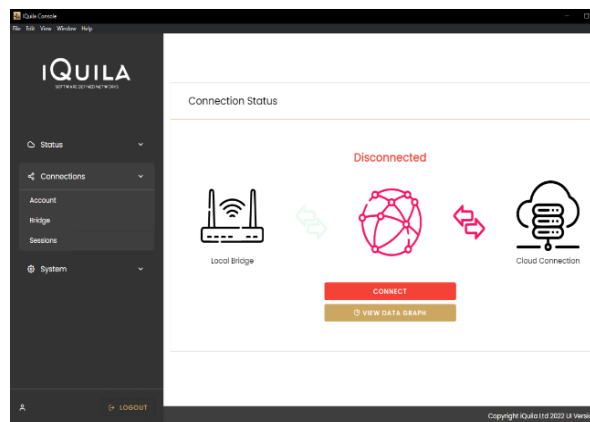 iQuila Console
File Edit View Window Help
IQUILA
SOFTWARE DEFINED NETWORKS
Connection Status
Status
Disconnected
Connections
Account
Bridge
Sessions
Local Bridge
Cloud Connection
System
CONNECT
VIEW DATA GRAPH
LOGOUT
Copyright iQuila Ltd 2022 UI Versi